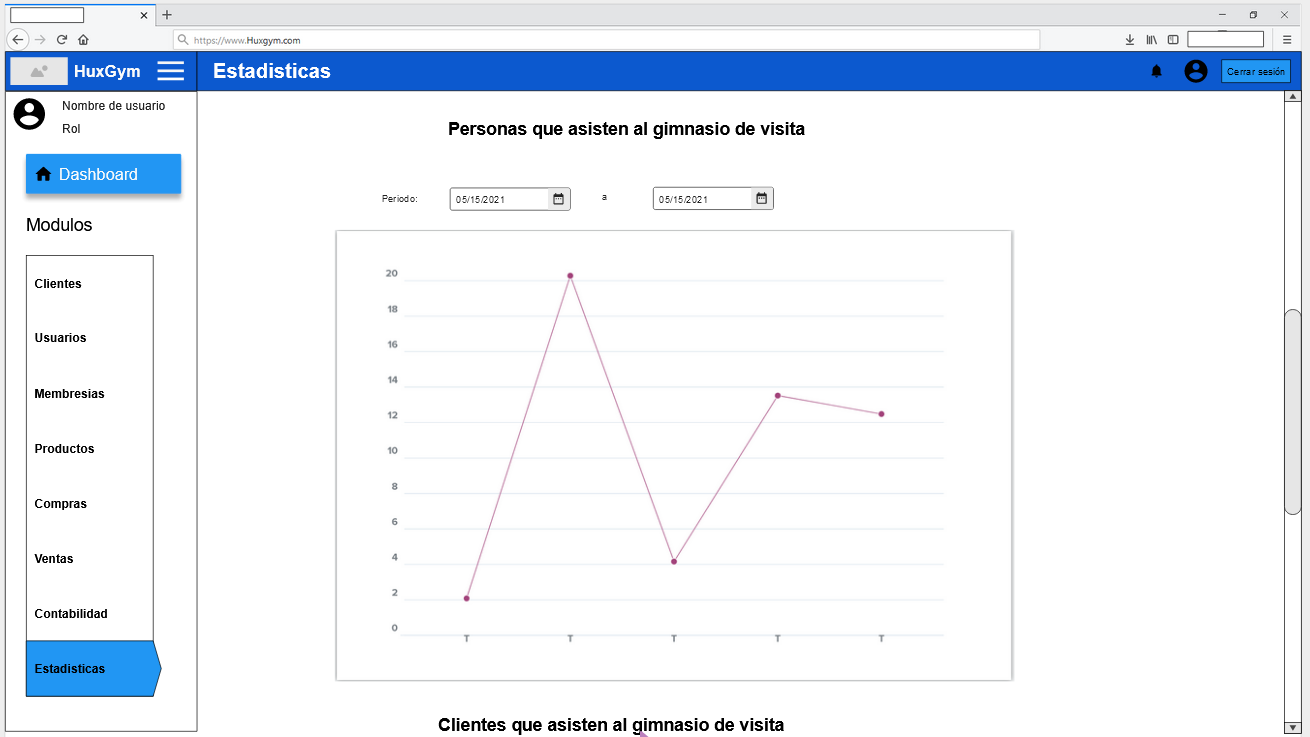 https://www.Huxgym.com
HuxGym
Estadisticas
Cerrar sesión
Nombre de usuario
Rol
Dashboard
Modulos
Clientes
Usuarios
Membresias
Productos
Compras
Ventas
Contabilidad
Estadisticas
Personas que asisten al gimnasio de visita
Periodo: 05/15/2021 a 05/15/2021
20
18
16
14
12
10
8
6
4
2
0
T T T T T
Clientes que asisten al gimnasio de visita